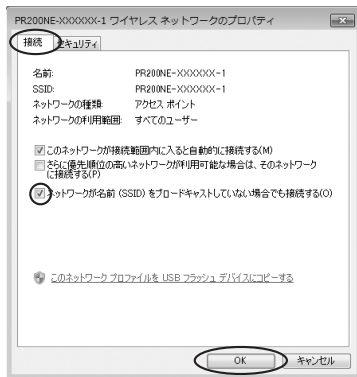 PR200NE-XXXXXX-1 ワイヤレス ネットワークのプロパティ
接続 セキュリティ
名前: PR200NE-XXXXXX-1
SSID: PR200NE-XXXXXX-1
ネットワークの種類: アクセス ポイント
ネットワークの利用範囲: すべてのユーザー
このネットワークが接続範囲内に入ると自動的に接続する(M)
さらに優先順位の高いネットワークが利用可能な場合は、そのネットワーク
に接続する(P)
ネットワークが名前 (SSID) をブロードキャストしていない場合でも接続する(O)
このネットワーク プロファイルを USB フラッシュ デバイスにコピーする
OK キャンセル